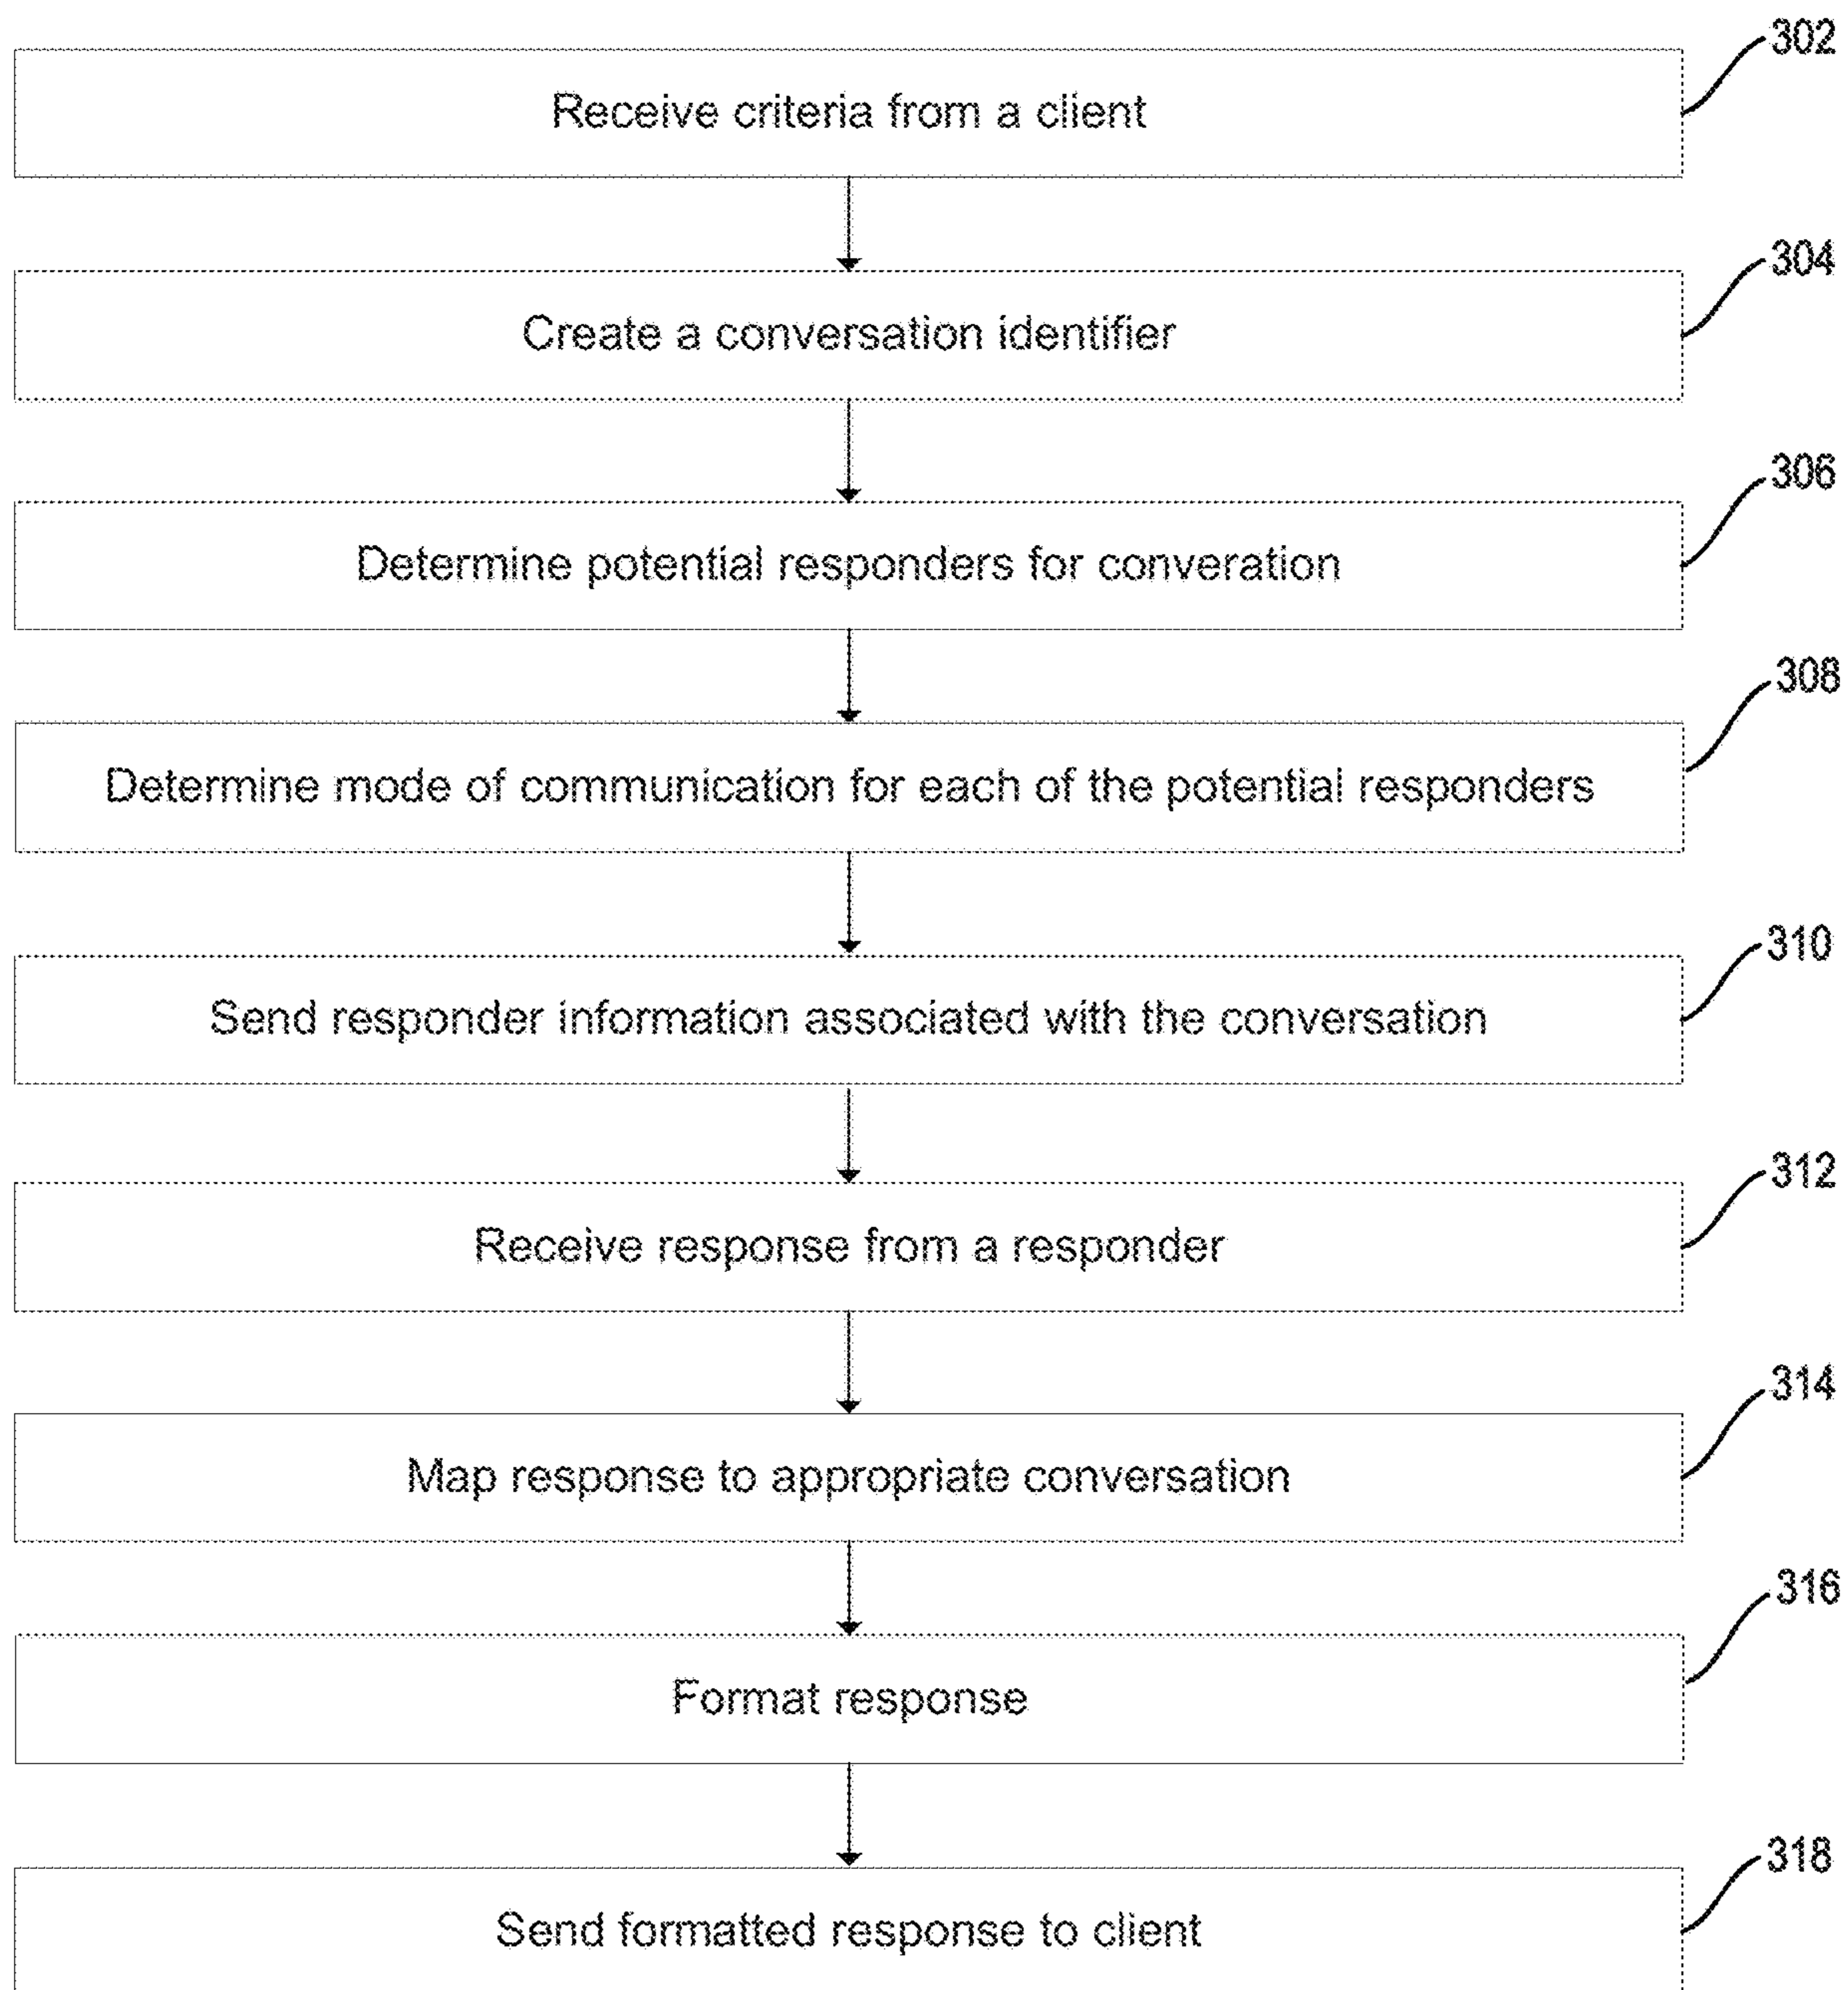 302
Receive criteria from a client
304
Create a conversation identifier
306
Determine potential responders for converation
308
Determine mode of communication for each of the potential responders
310
Send responder information associated with the conversation
312
Receive response from a responder
314
Map response to appropriate conversation
316
Format response
318
Send formatted response to client